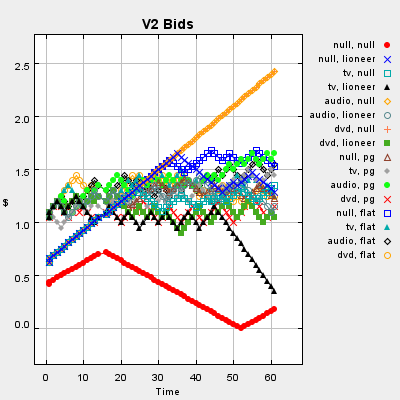 V2 Bids
2.5
2.0
1.5
1.0
0.5
0.0
$
0 10 20 30 40 50 60
Time
null, null
null, lioneer
tv, null
tv, lioneer
audio, null
audio, lioneer
dvd, null
dvd, lioneer
null, pg
tv, pg
audio, pg
dvd, pg
null, flat
tv, flat
audio, flat
dvd, flat